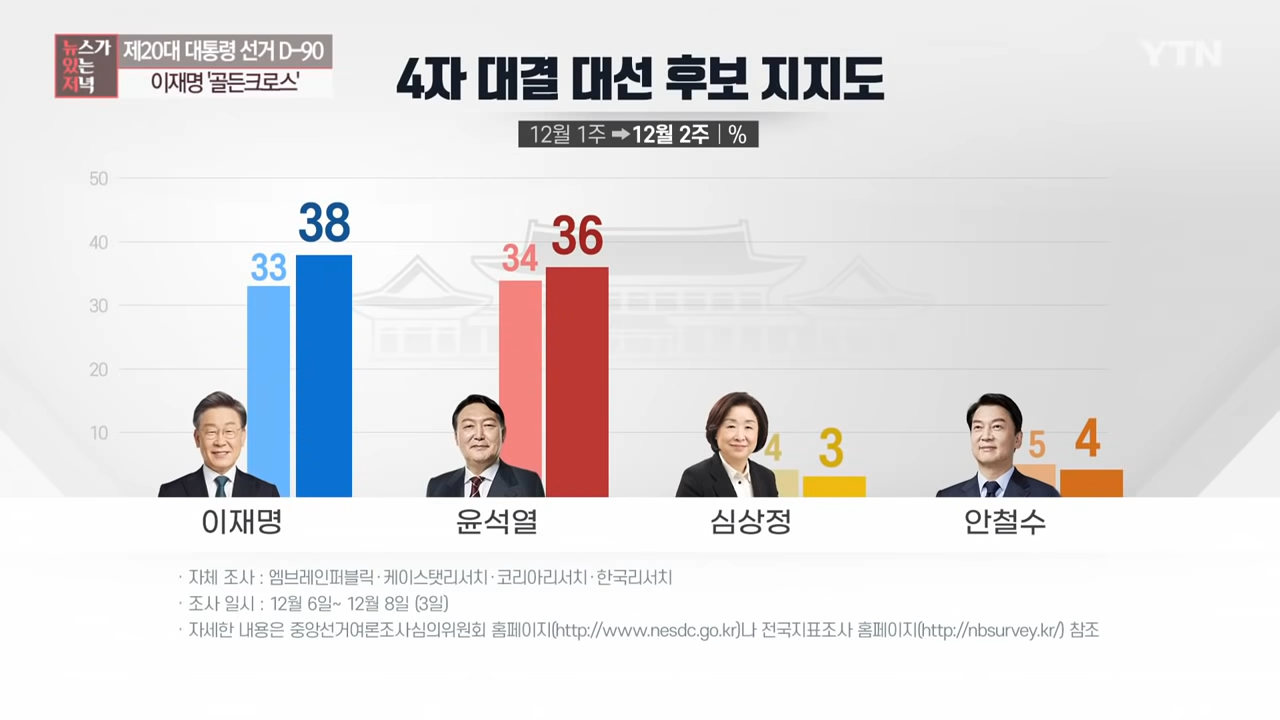 뉴스가
있는
저녁
제20대 대통령 선거 D-90
이재명 '골든크로스'
YTN
4자 대결 대선 후보 지지도
12월 1주 ➡ 12월 2주 | %
50
40
30
20
10
33
38
34
36
4
3
5
4
이재명
윤석열
심상정
안철수
· 자체 조사 : 엠브레인퍼블릭·케이스탯리서치·코리아리서치·한국리서치
· 조사 일시 : 12월 6일~ 12월 8일 (3일)
· 자세한 내용은 중앙선거여론조사심의위원회 홈페이지(http://www.nesdc.go.kr)나 전국지표조사 홈페이지(http://nbsurvey.kr/) 참조